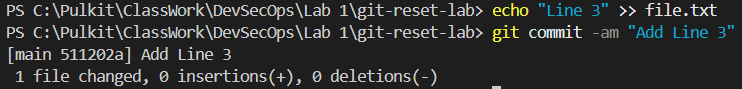 PS C:\Pulkit\ClassWork\DevSecOps\Lab 1\git-reset-lab> echo "Line 3" >> file.txt
PS C:\Pulkit\ClassWork\DevSecOps\Lab 1\git-reset-lab> git commit -am "Add Line 3"
[main 511202a] Add Line 3
 1 file changed, 0 insertions(+), 0 deletions(-)